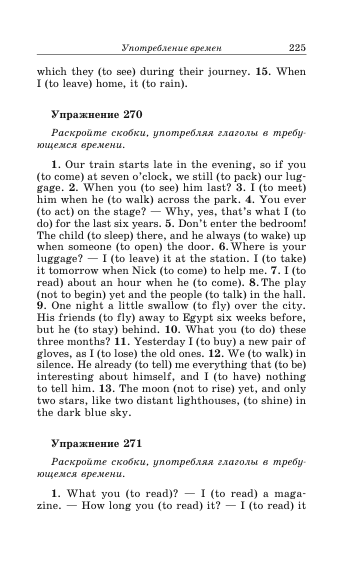 Употребление времен 225
which they (to see) during their journey. 15. When
I (to leave) home, it (to rain).
Упражнение 270
Раскройте скобки, употребляя глаголы в требу-
ющемся времени.
1. Our train starts late in the evening, so if you
(to come) at seven o'clock, we still (to pack) our lug-
gage. 2. When you (to see) him last? 3. I (to meet)
him when he (to walk) across the park. 4. You ever
(to act) on the stage? — Why, yes, that's what I (to
do) for the last six years. 5. Don't enter the bedroom!
The child (to sleep) there, and he always (to wake) up
when someone (to open) the door. 6. Where is your
luggage? — I (to leave) it at the station. I (to take)
it tomorrow when Nick (to come) to help me. 7. I (to
read) about an hour when he (to come). 8. The play
(not to begin) yet and the people (to talk) in the hall.
9. One night a little swallow (to fly) over the city.
His friends (to fly) away to Egypt six weeks before,
but he (to stay) behind. 10. What you (to do) these
three months? 11. Yesterday I (to buy) a new pair of
gloves, as I (to lose) the old ones. 12. We (to walk) in
silence. He already (to tell) me everything that (to be)
interesting about himself, and I (to have) nothing
to tell him. 13. The moon (not to rise) yet, and only
two stars, like two distant lighthouses, (to shine) in
the dark blue sky.
Упражнение 271
Раскройте скобки, употребляя глаголы в требу-
ющемся времени.
1. What you (to read)? — I (to read) a maga-
zine. — How long you (to read) it? — I (to read) it